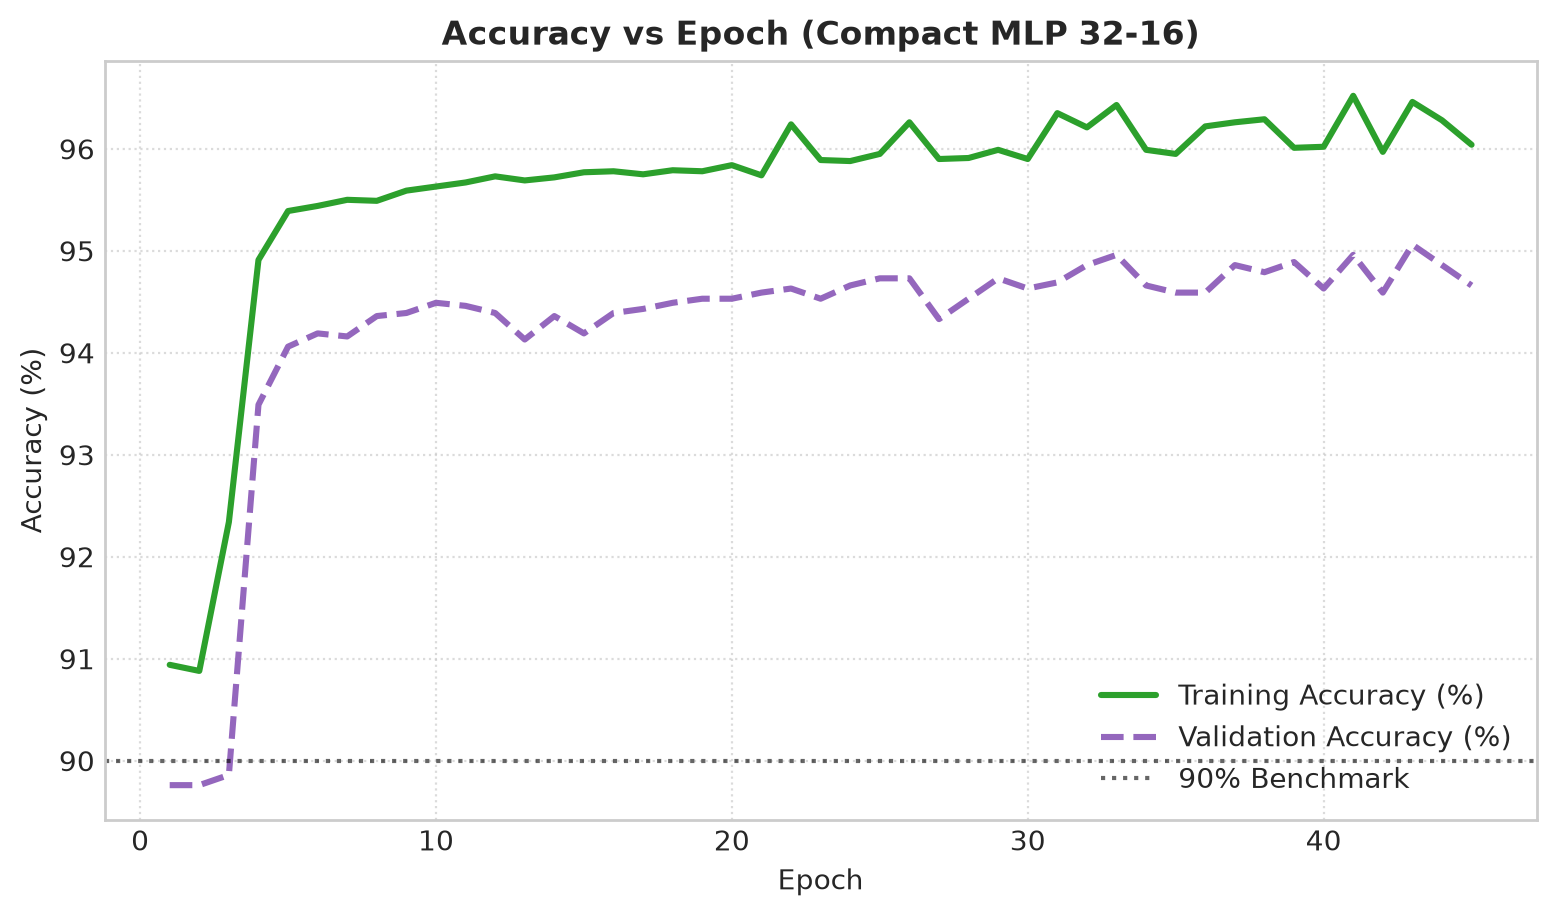 Accuracy vs Epoch (Compact MLP 32-16)
Accuracy (%)
96
95
94
93
92
91
90
Training Accuracy (%)
Validation Accuracy (%)
90% Benchmark
0 10 20 30 40
Epoch